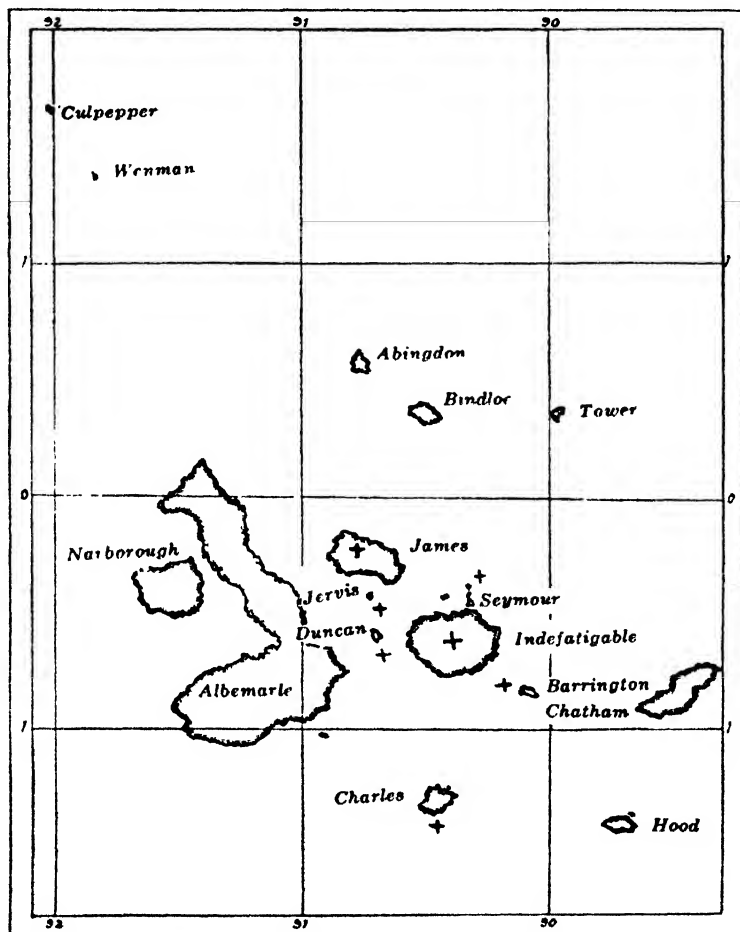 92 91 90
Culpepper
Wenman
1 1
Abingdon
Bindloe
Tower
0 0
James
Narborough
Jervis
Seymour
Duncan
Indefatigable
Albemarle
Barrington
Chatham
1 1
Charles
Hood
92 91 90